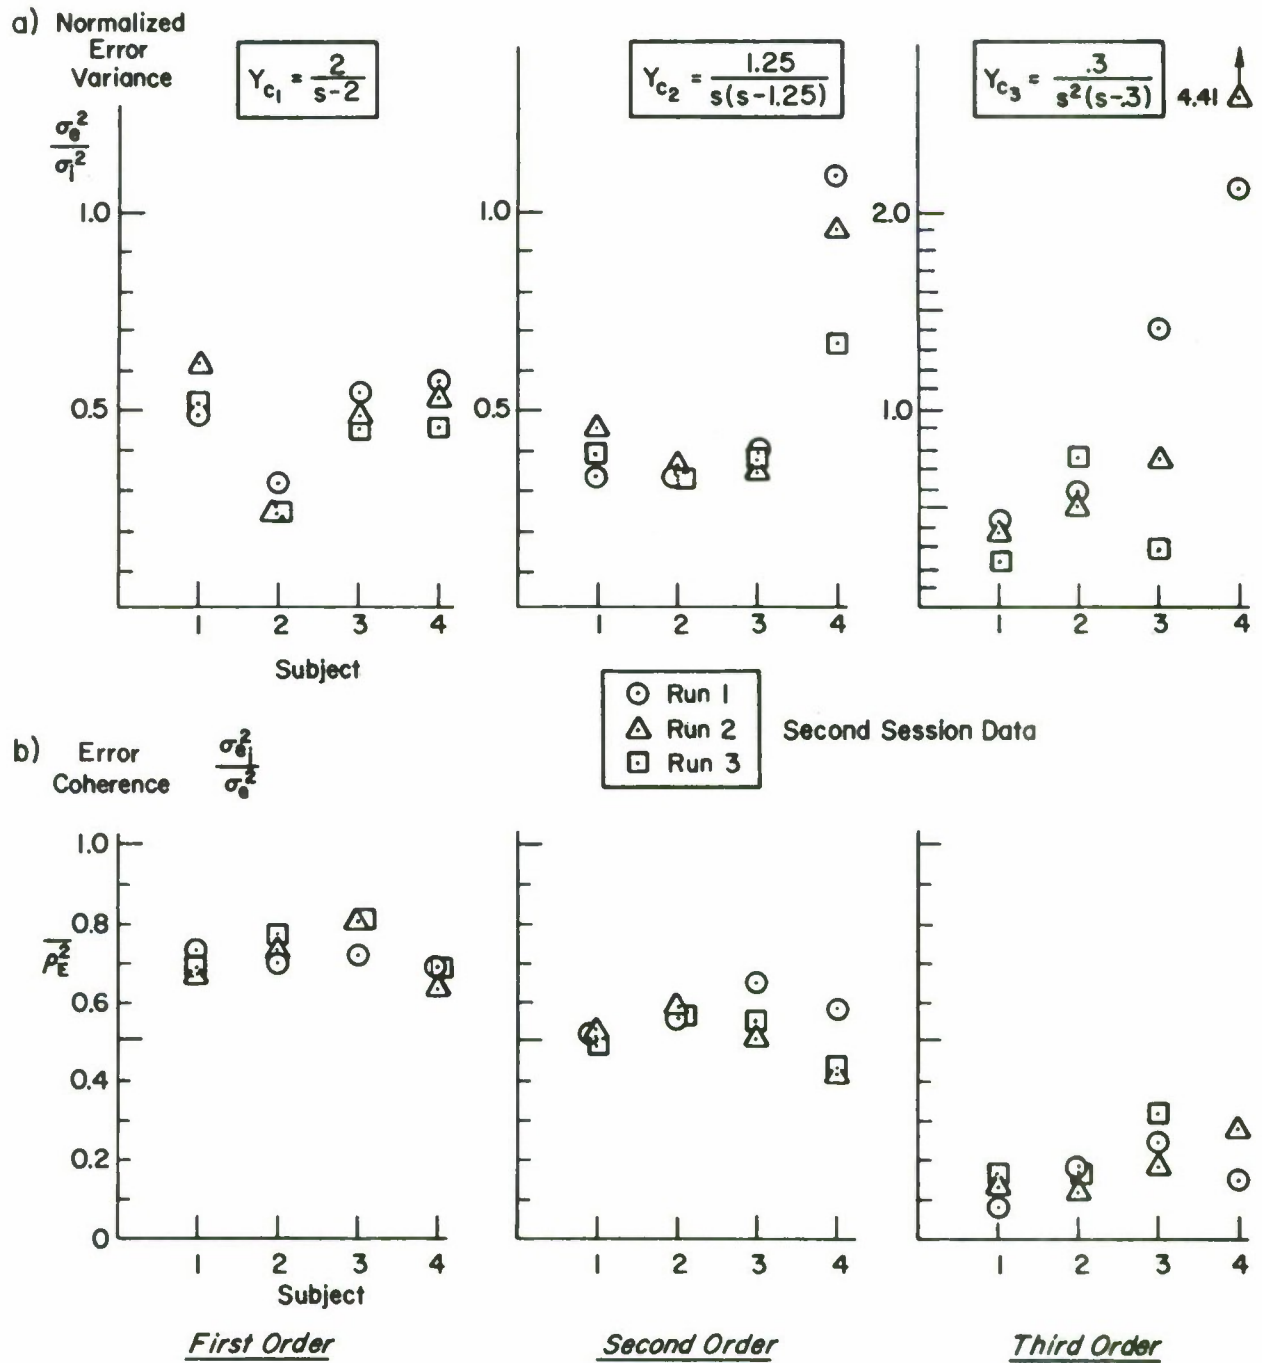 a) Normalized
Error
Variance
σe²
σi²
Yc1 = 2
s-2
Yc2 = 1.25
s(s-1.25)
Yc3 = .3
s²(s-.3)
4.41
1.0
0.5
1.0
0.5
2.0
1.0
1 2 3 4
1 2 3 4
1 2 3 4
Subject
Run 1
Run 2
Run 3
Second Session Data
b) Error
Coherence
σei²
σe²
1.0
0.8
ρE²
0.6
0.4
0.2
0
1 2 3 4
1 2 3 4
1 2 3 4
Subject
First Order
Second Order
Third Order